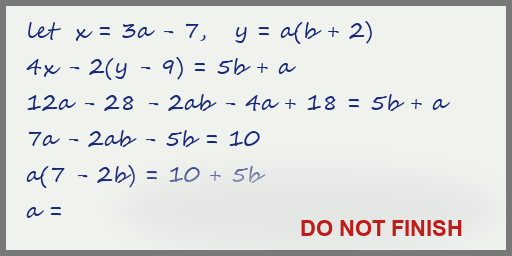 let x = 3a - 7, y = a(b + 2)
4x - 2(y - 9) = 5b + a
12a - 28 - 2ab - 4a + 18 = 5b + a
7a - 2ab - 5b = 10
a(7 - 2b) = 10 + 5b
a =
DO NOT FINISH